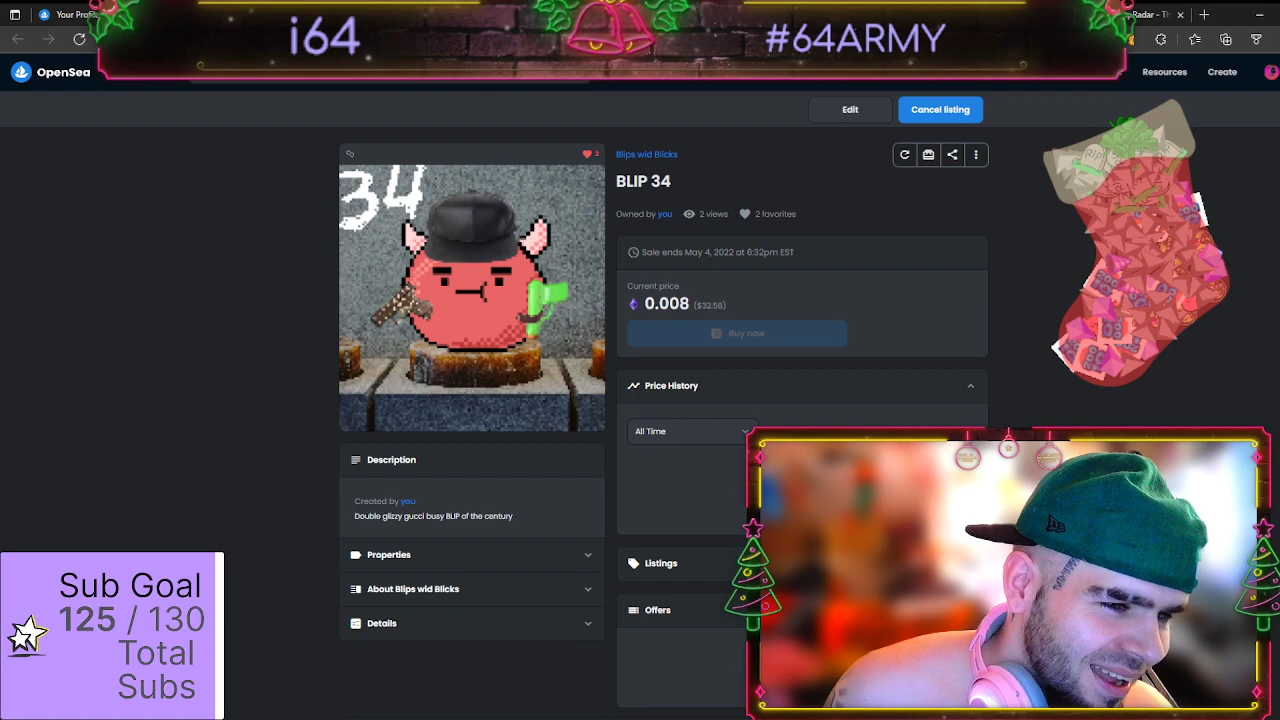 Your Prof
Radar - Th
i64
#64ARMY
OpenSea
Resources
Create
Edit
Cancel listing
3
34
Blips wid Blicks
BLIP 34
Owned by you
2 views
2 favorites
Sale ends May 4, 2022 at 6:32pm EST
Current price
0.008 ($32.58)
Buy now
Price History
All Time
Description
Created by you
Double glizzy gucci busy BLIP of the century
Properties
About Blips wid Blicks
Details
Listings
Offers
Sub Goal
125 / 130
Total
Subs